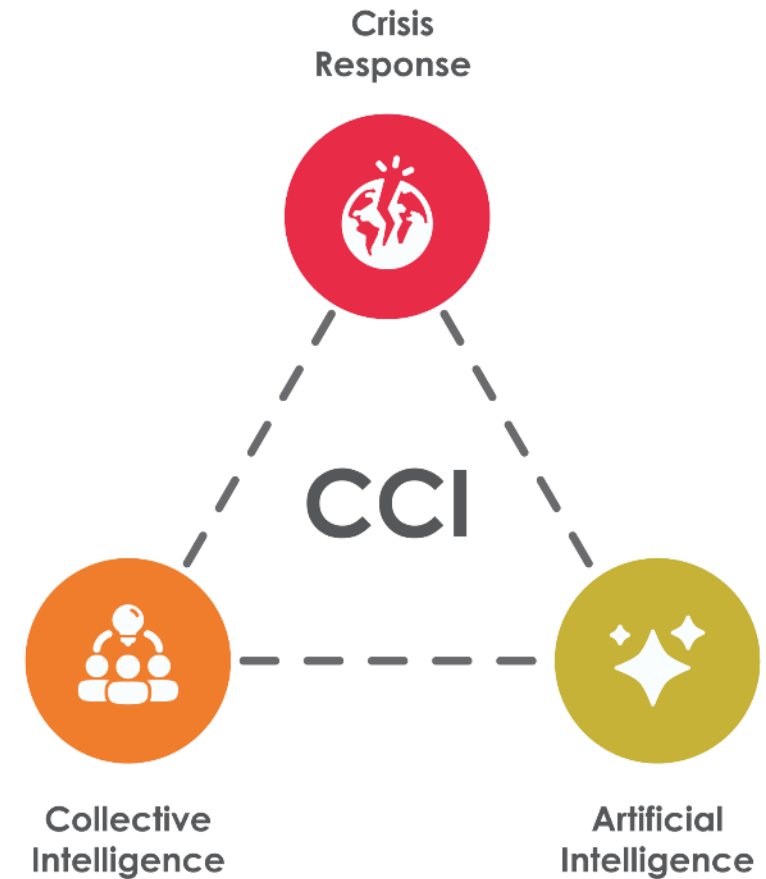 Crisis
Response
CCI
Collective
Intelligence
Artificial
Intelligence